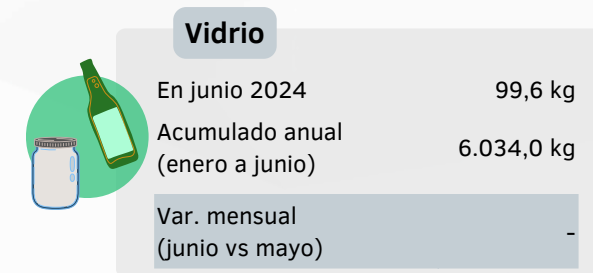 Vidrio
En junio 2024 99,6 kg
Acumulado anual
(enero a junio) 6.034,0 kg
Var. mensual
(junio vs mayo) -